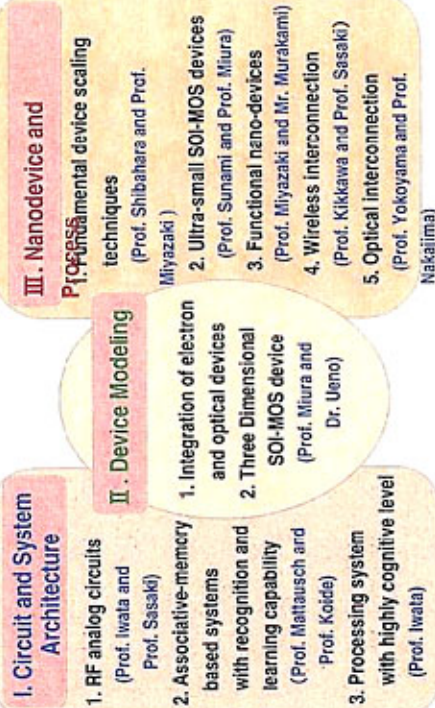 I. Circuit and System
Architecture
1. RF analog circuits
(Prof. Iwata and
Prof. Sasaki)
2. Associative-memory
based systems
with recognition and
learning capability
(Prof. Mattausch and
Prof. Koide)
3. Processing system
with highly cognitive level
(Prof. Iwata)
II. Device Modeling
1. Integration of electron
and optical devices
2. Three Dimensional
SOI-MOS device
(Prof. Miura and
Dr. Ueno)
III. Nanodevice and
Process
1. Fundamental device scaling
techniques
(Prof. Shibahara and Prof.
Miyazaki )
2. Ultra-small SOI-MOS devices
(Prof. Sunami and Prof. Miura)
3. Functional nano-devices
(Prof. Miyazaki and Mr. Murakami)
4. Wireless interconnection
(Prof. Kikkawa and Prof. Sasaki)
5. Optical interconnection
(Prof. Yokoyama and Prof.
Nakajima)